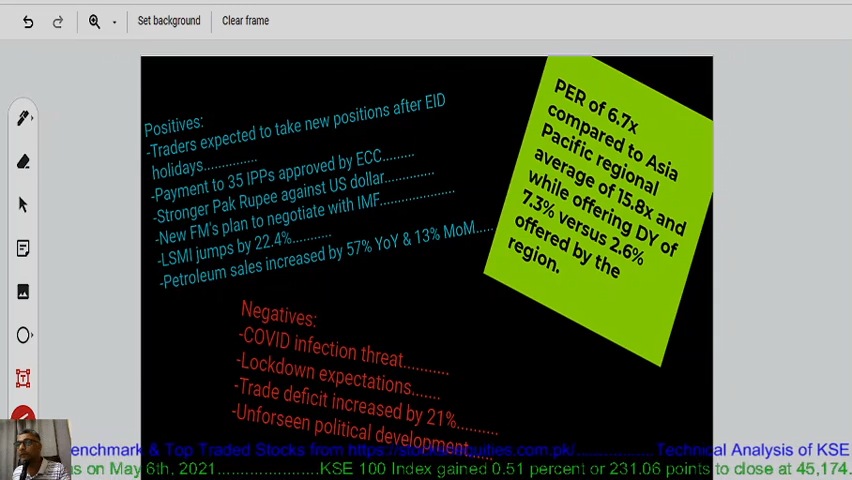 Set background
Clear frame
Positives:
-Traders expected to take new positions after EID
holidays..............
-Payment to 35 IPPs approved by ECC........
-Stronger Pak Rupee against US dollar.............
-New FM's plan to negotiate with IMF...................
-LSMI jumps by 22.4%..........
-Petroleum sales increased by 57% YoY & 13% MoM.....
PER of 6.7x
compared to Asia
Pacific regional
average of 15.8x and
while offering DY of
7.3% versus 2.6%
offered by the
region.
Negatives:
-COVID infection threat...........
-Lockdown expectations.......
-Trade deficit increased by 21%..........
-Unforseen political development
enchmark & Top Traded Stocks from equities.com.pk/.................. Technical Analysis of KSE
as on May 6th, 2021......................KSE 100 Index gained 0.51 percent or 231.06 points to close at 45,174.